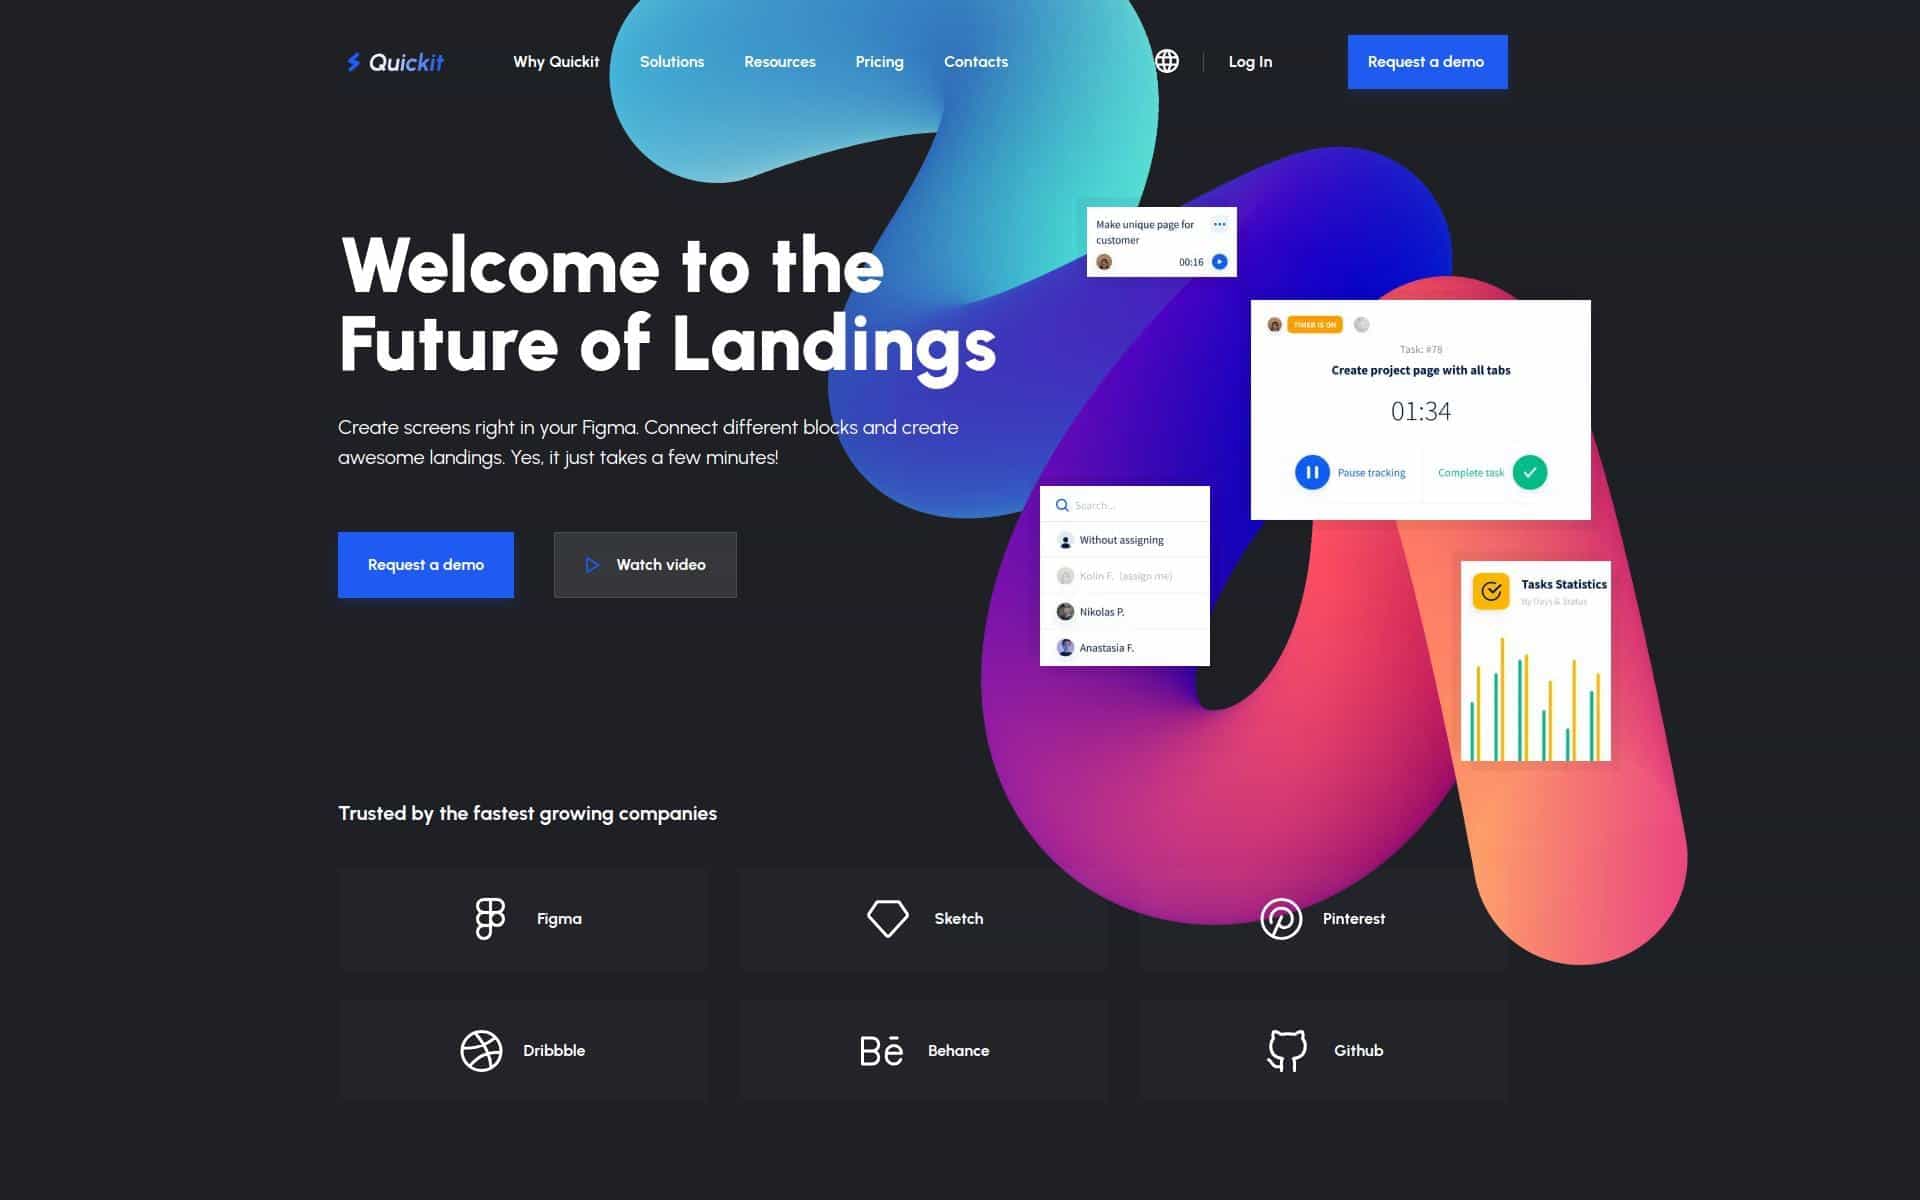 Quickit
Why Quickit
Solutions
Resources
Pricing
Contacts
Log In
Request a demo
Welcome to the
Future of Landings
Create screens right in your Figma. Connect different blocks and create
awesome landings. Yes, it just takes a few minutes!
Request a demo
Watch video
Make unique page for
customer
00:16
TIMER IS ON
Task: #78
Create project page with all tabs
01:34
Pause tracking
Complete task
Search...
Without assigning
Kolin F. (assign me)
Nikolas P.
Anastasia F.
Tasks Statistics
By Days & Status
Trusted by the fastest growing companies
Figma
Sketch
Pinterest
Dribbble
Bē Behance
Github